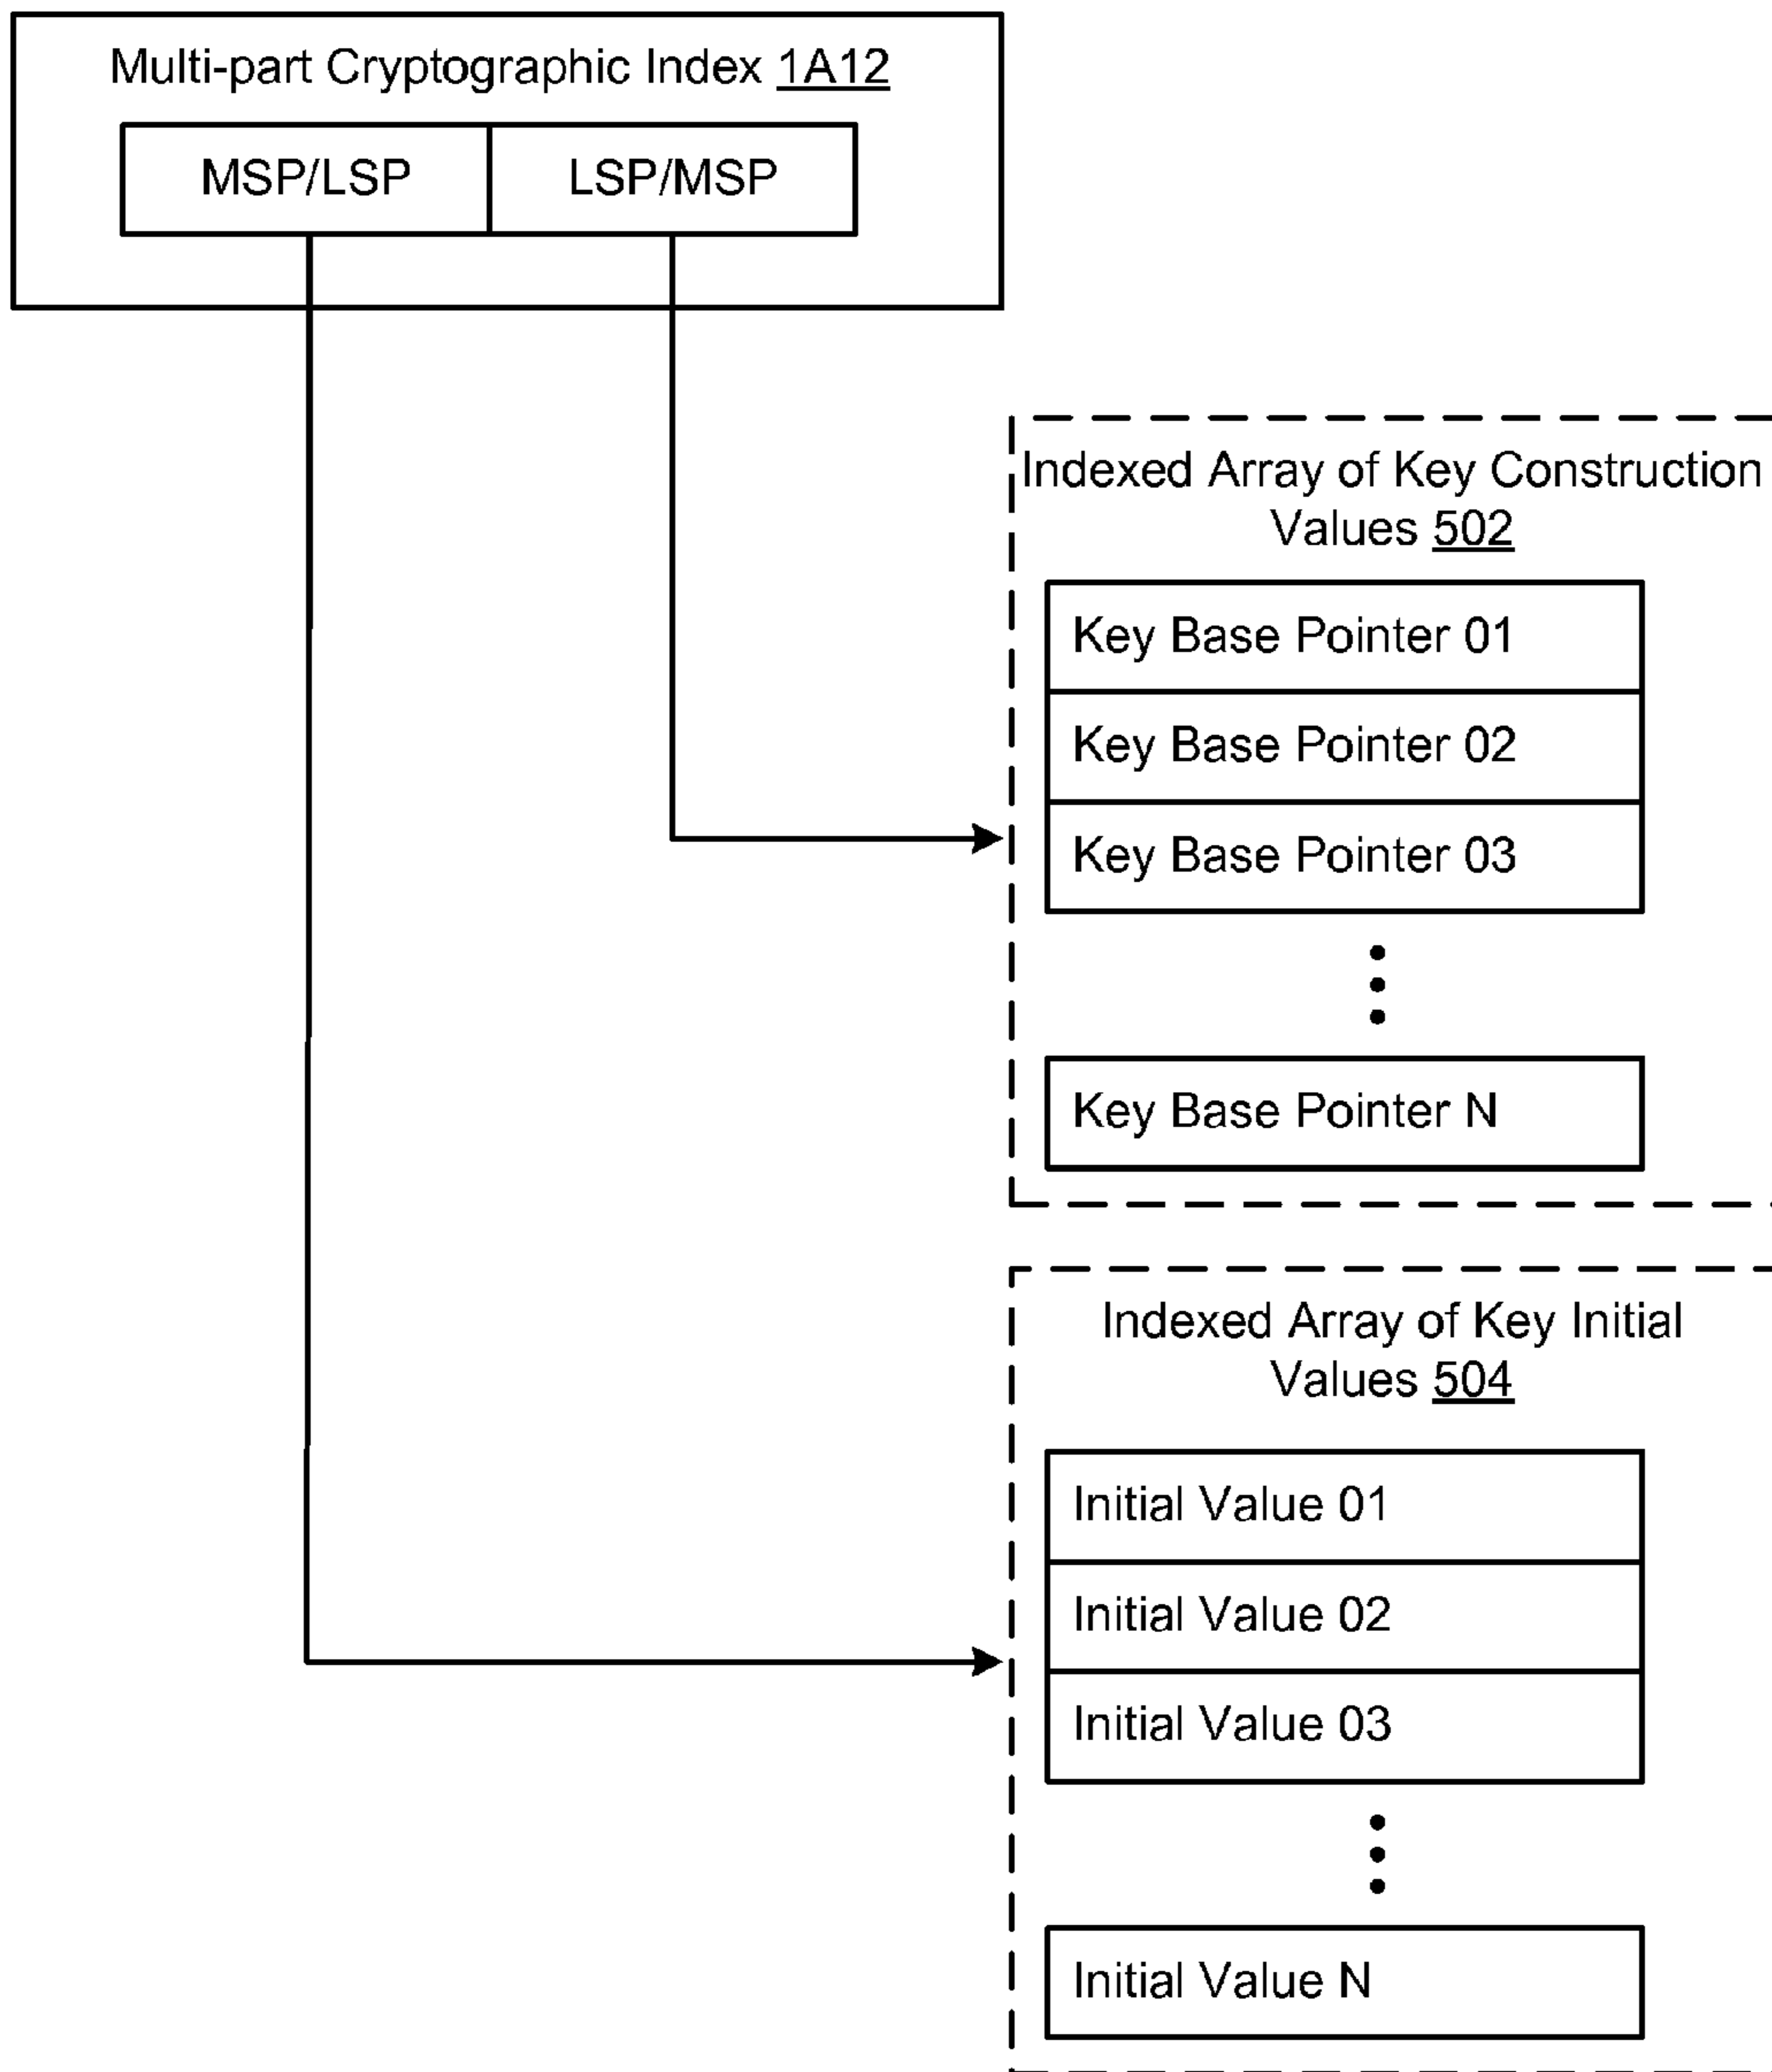 Multi-part Cryptographic Index 1A12
MSP/LSP
LSP/MSP
Indexed Array of Key Construction
Values 502
Key Base Pointer 01
Key Base Pointer 02
Key Base Pointer 03
Key Base Pointer N
Indexed Array of Key Initial
Values 504
Initial Value 01
Initial Value 02
Initial Value 03
Initial Value N